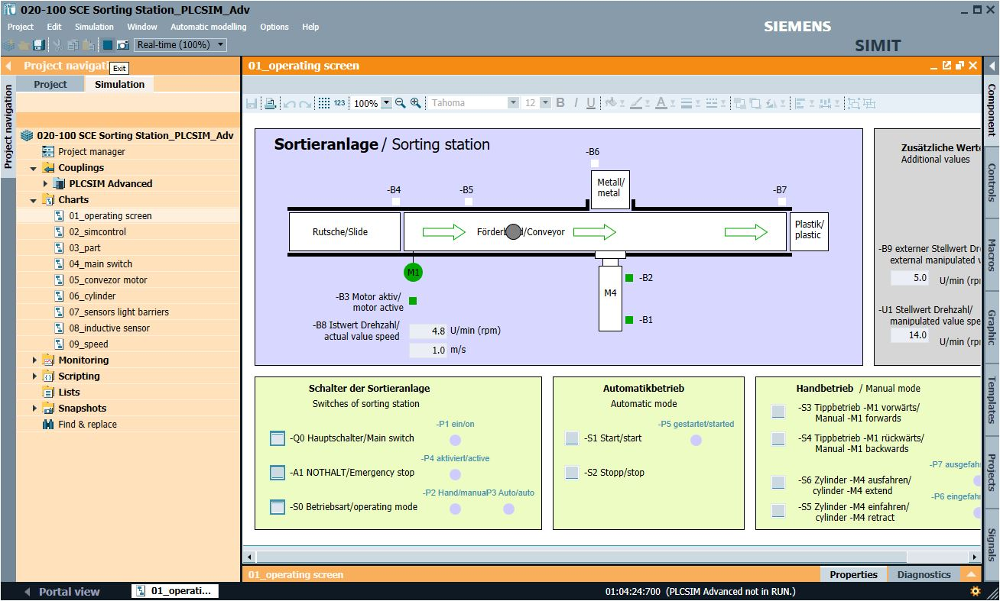 020-100 SCE Sorting Station_PLCSIM_Adv
Project Edit Simulation Window Automatic modelling Options Help
SIEMENS
SIMIT
Real-time (100%)
Exit
Project navigation
Project navigati
Project Simulation
020-100 SCE Sorting Station_PLCSIM_Adv
Project manager
Couplings
PLCSIM Advanced
Charts
01_operating screen
02_simcontrol
03_part
04_main switch
05_conveyor motor
06_cylinder
07_sensors light barriers
08_inductive sensor
09_speed
Monitoring
Scripting
Lists
Snapshots
Find & replace
01_operating screen
123 100% Tahoma 12 B I U A
Sortieranlage / Sorting station
-B6
-B4 -B5 -B7
Metall/
metal
Rutsche/Slide
Förderband/Conveyor
Plastik/
plastic
M1
M4
-B2
-B1
-B3 Motor aktiv/
motor active
-B8 Istwert Drehzahl/
actual value speed
4.8 U/min (rpm)
1.0 m/s
Zusätzliche Werte
Additional values
-B9 externer Stellwert Dre
external manipulated v
5.0 U/min (rp
-U1 Stellwert Drehzahl/
manipulated value spe
14.0 U/min (rp
Schalter der Sortieranlage
Switches of sorting station
-P1 ein/on
-Q0 Hauptschalter/Main switch
-P4 aktiviert/active
-A1 NOTHALT/Emergency stop
-P2 Hand/manual -P3 Auto/auto
-S0 Betriebsart/operating mode
Automatikbetrieb
Automatic mode
-P5 gestartet/started
-S1 Start/start
-S2 Stopp/stop
Handbetrieb / Manual mode
-S3 Tippbetrieb -M1 vorwärts/
Manual -M1 forwards
-S4 Tippbetrieb -M1 rückwärts/
Manual -M1 backwards
-P7 ausgefahr
-S6 Zylinder -M4 ausfahren/
cylinder -M4 extend
-P6 eingefahr
-S5 Zylinder -M4 einfahren/
cylinder -M4 retract
Component
Controls
Macros
Graphic
Templates
Projects
Signals
01_operating screen
Properties Diagnostics
Portal view
01_operati...
01:04:24:700 (PLCSIM Advanced not in RUN.)